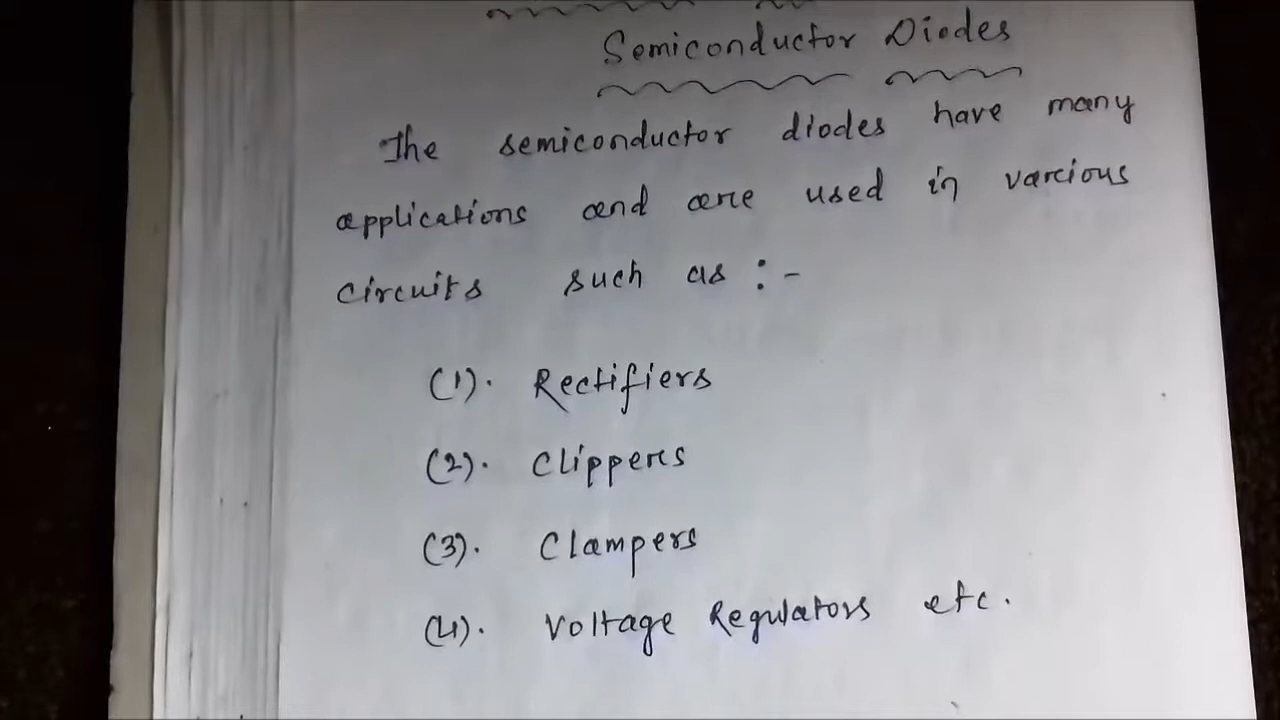 Semiconductor Diodes
The semiconductor diodes have many
applications and are used in various
circuits such as :-
(1). Rectifiers
(2). Clippers
(3). Clampers
(4). Voltage Regulators etc.